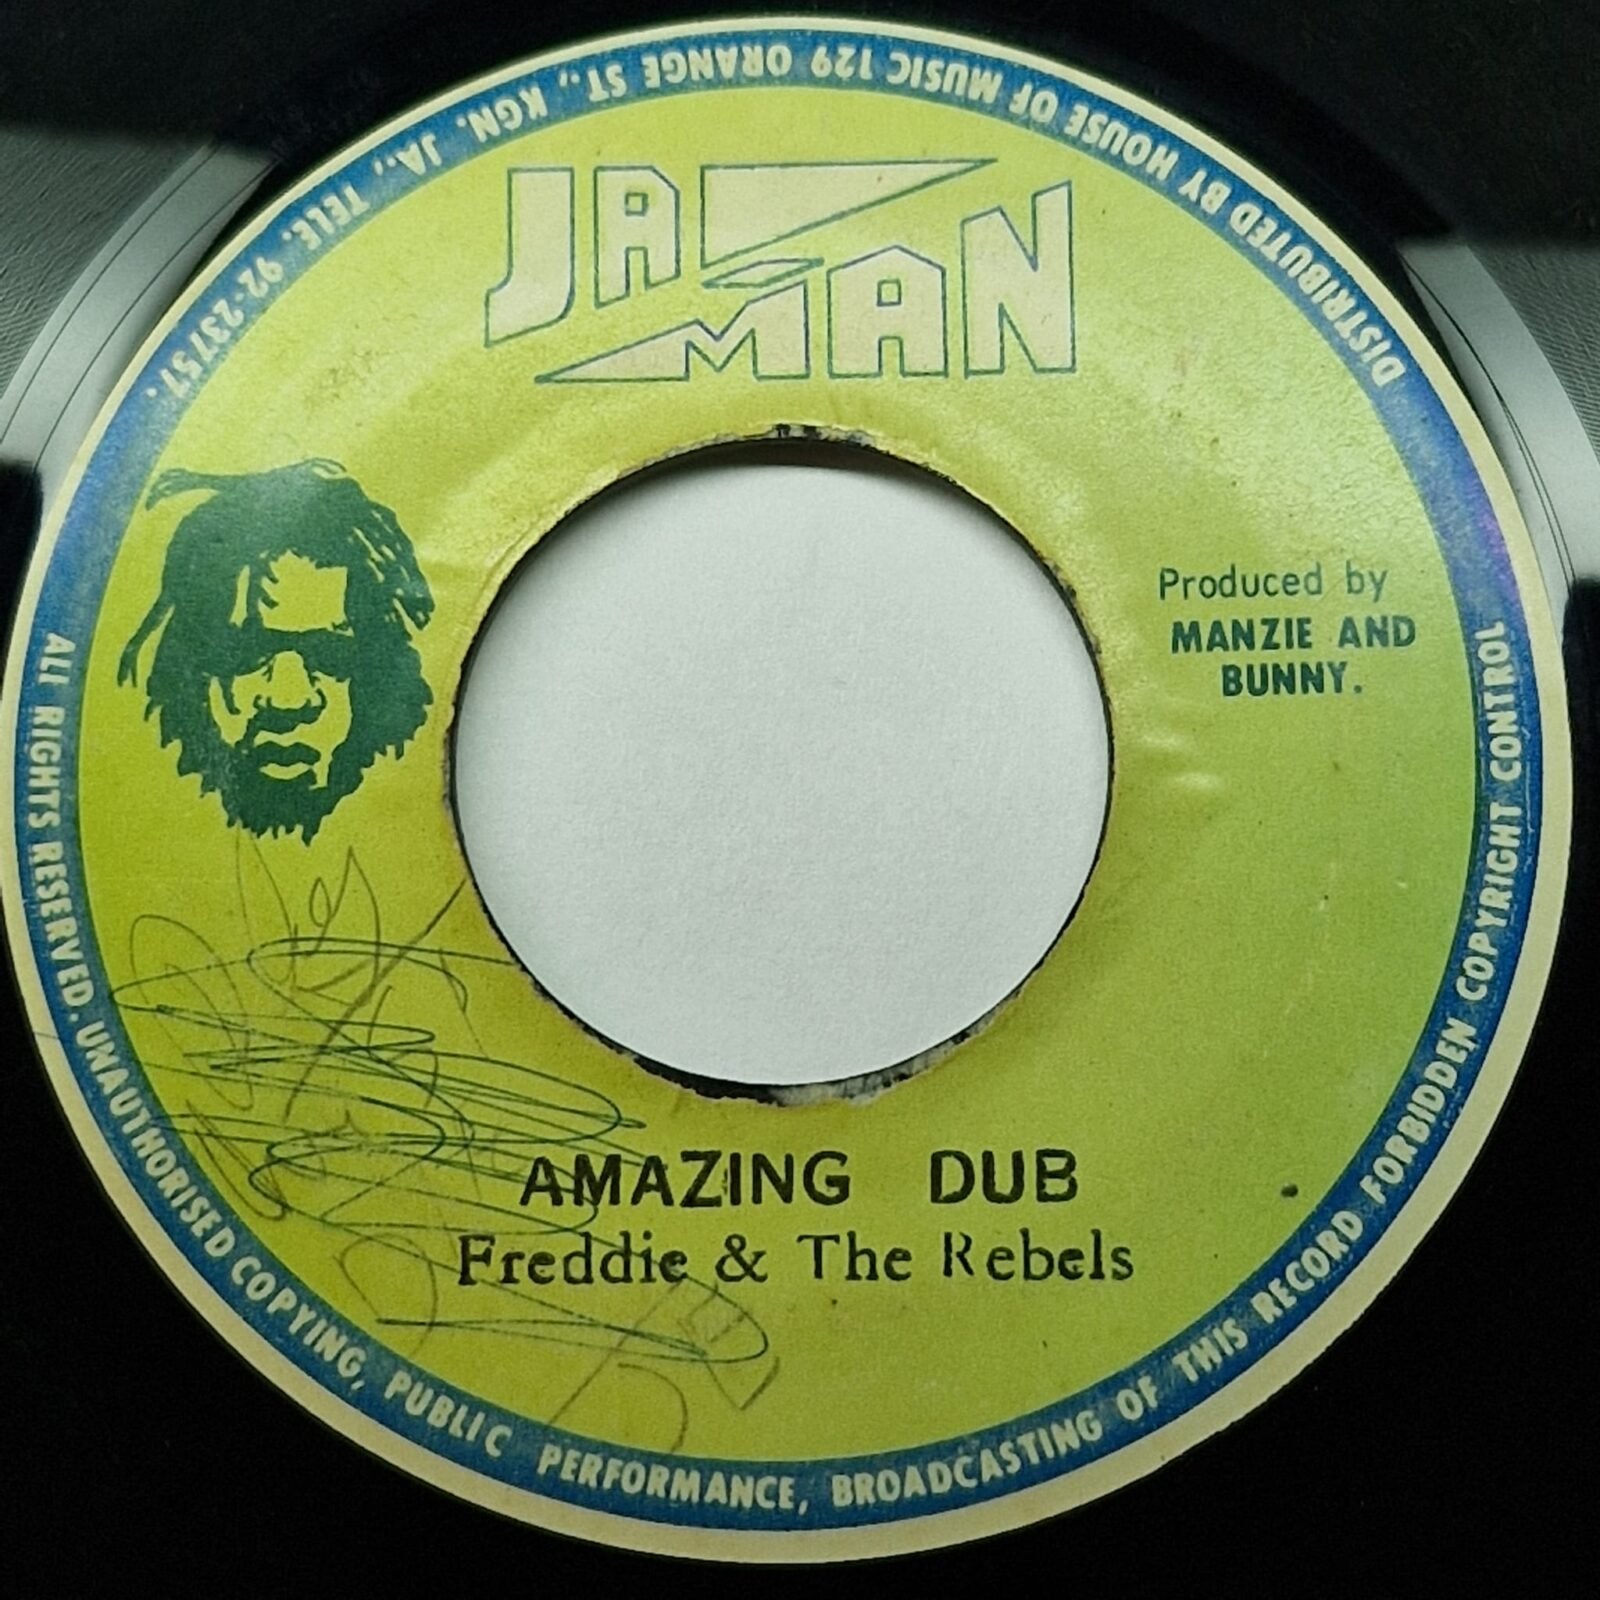 DISTRIBUTED BY HOUSE OF MUSIC 129 ORANGE ST., KGN. JA., TELE. 92-23757.
JA MAN
Produced by
MANZIE AND
BUNNY.
AMAZING DUB
Freddie & The Rebels
ALL RIGHTS RESERVED. UNAUTHORISED COPYING, PUBLIC PERFORMANCE, BROADCASTING OF THIS RECORD FORBIDDEN COPYRIGHT CONTROL